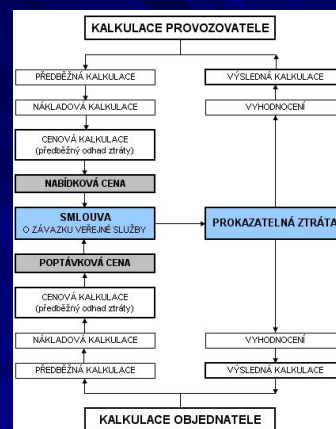 KALKULACE PROVOZOVATELE
PŘEDBĚŽNÁ KALKULACE
VÝSLEDNÁ KALKULACE
NÁKLADOVÁ KALKULACE
VYHODNOCENÍ
CENOVÁ KALKULACE
(předběžný odhad ztráty)
NABÍDKOVÁ CENA
SMLOUVA
O ZÁVAZKU VEŘEJNÉ SLUŽBY
PROKAZATELNÁ ZTRÁTA
POPTÁVKOVÁ CENA
CENOVÁ KALKULACE
(předběžný odhad ztráty)
NÁKLADOVÁ KALKULACE
VYHODNOCENÍ
PŘEDBĚŽNÁ KALKULACE
VÝSLEDNÁ KALKULACE
KALKULACE OBJEDNATELE